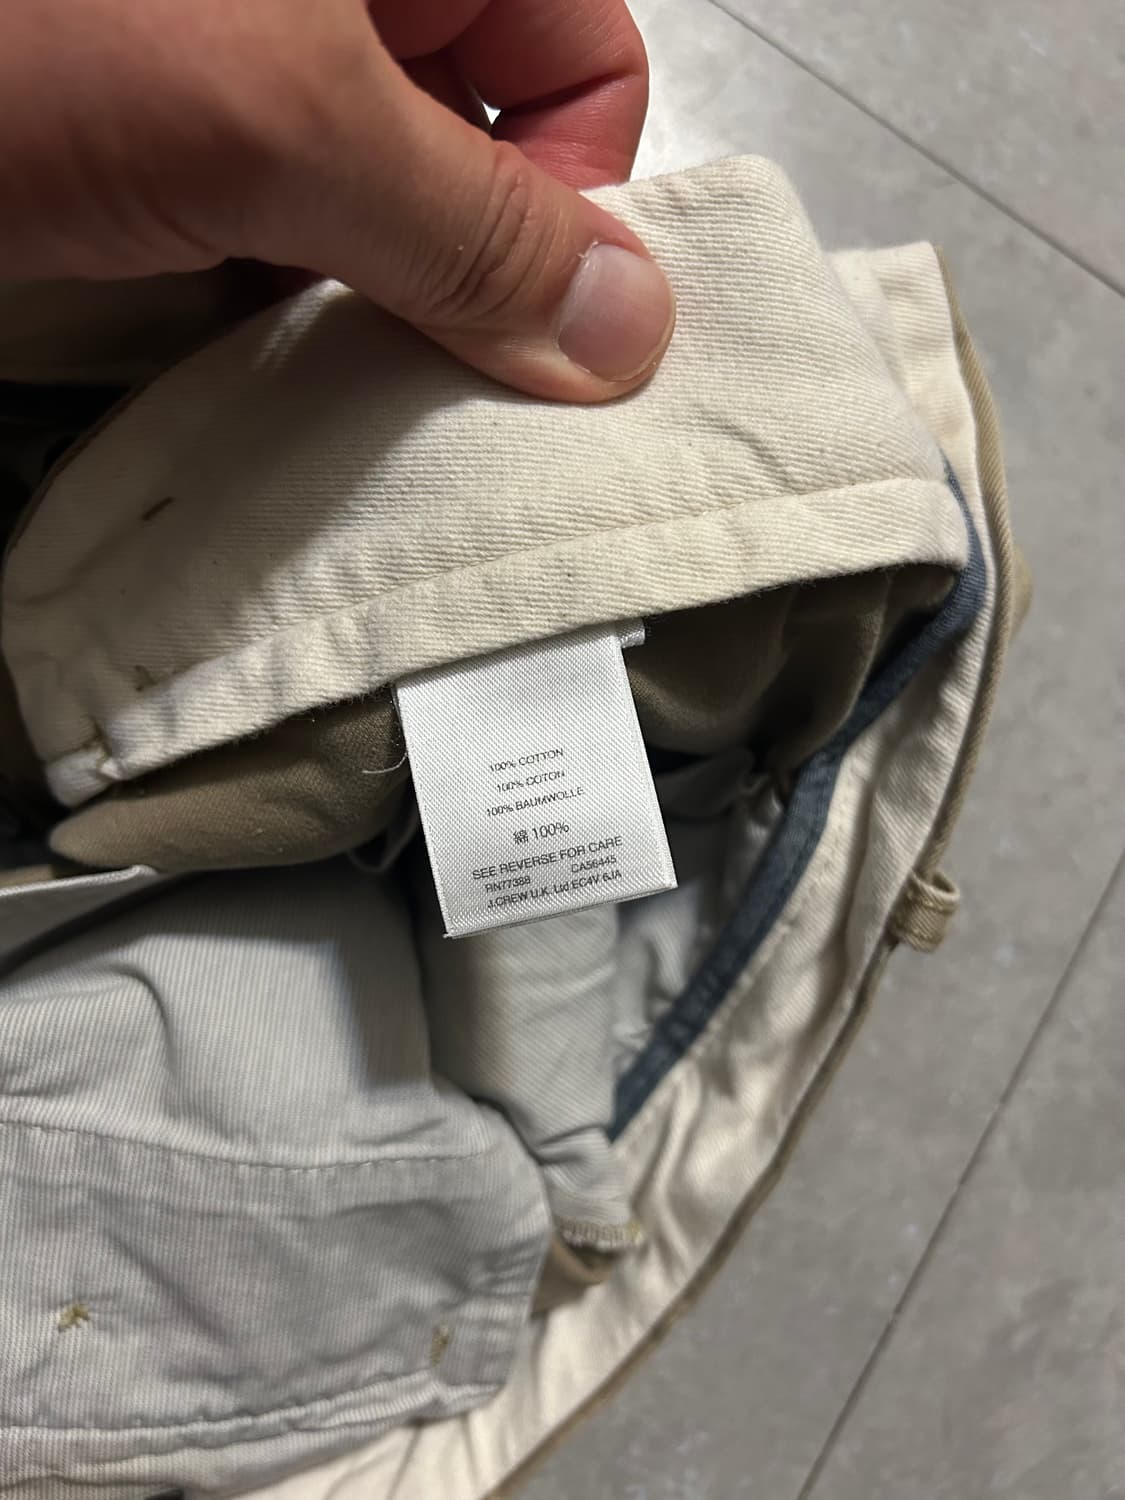 100% COTTON
100% COTON
100% BAUMWOLLE
綿 100%
SEE REVERSE FOR CARE
RN77388 CA56445
J.CREW U.K. Ltd EC4V 6JA